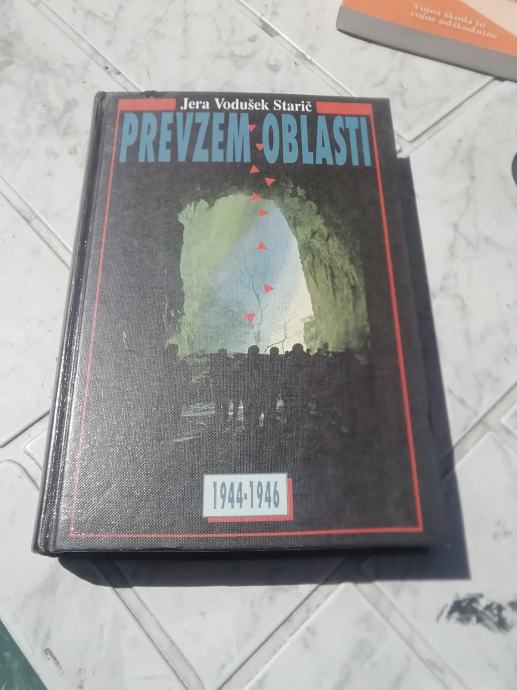 Vojna škoda in
vojne odškodnine
Jera Vodušek Starič
PREVZEM OBLASTI
1944-1946